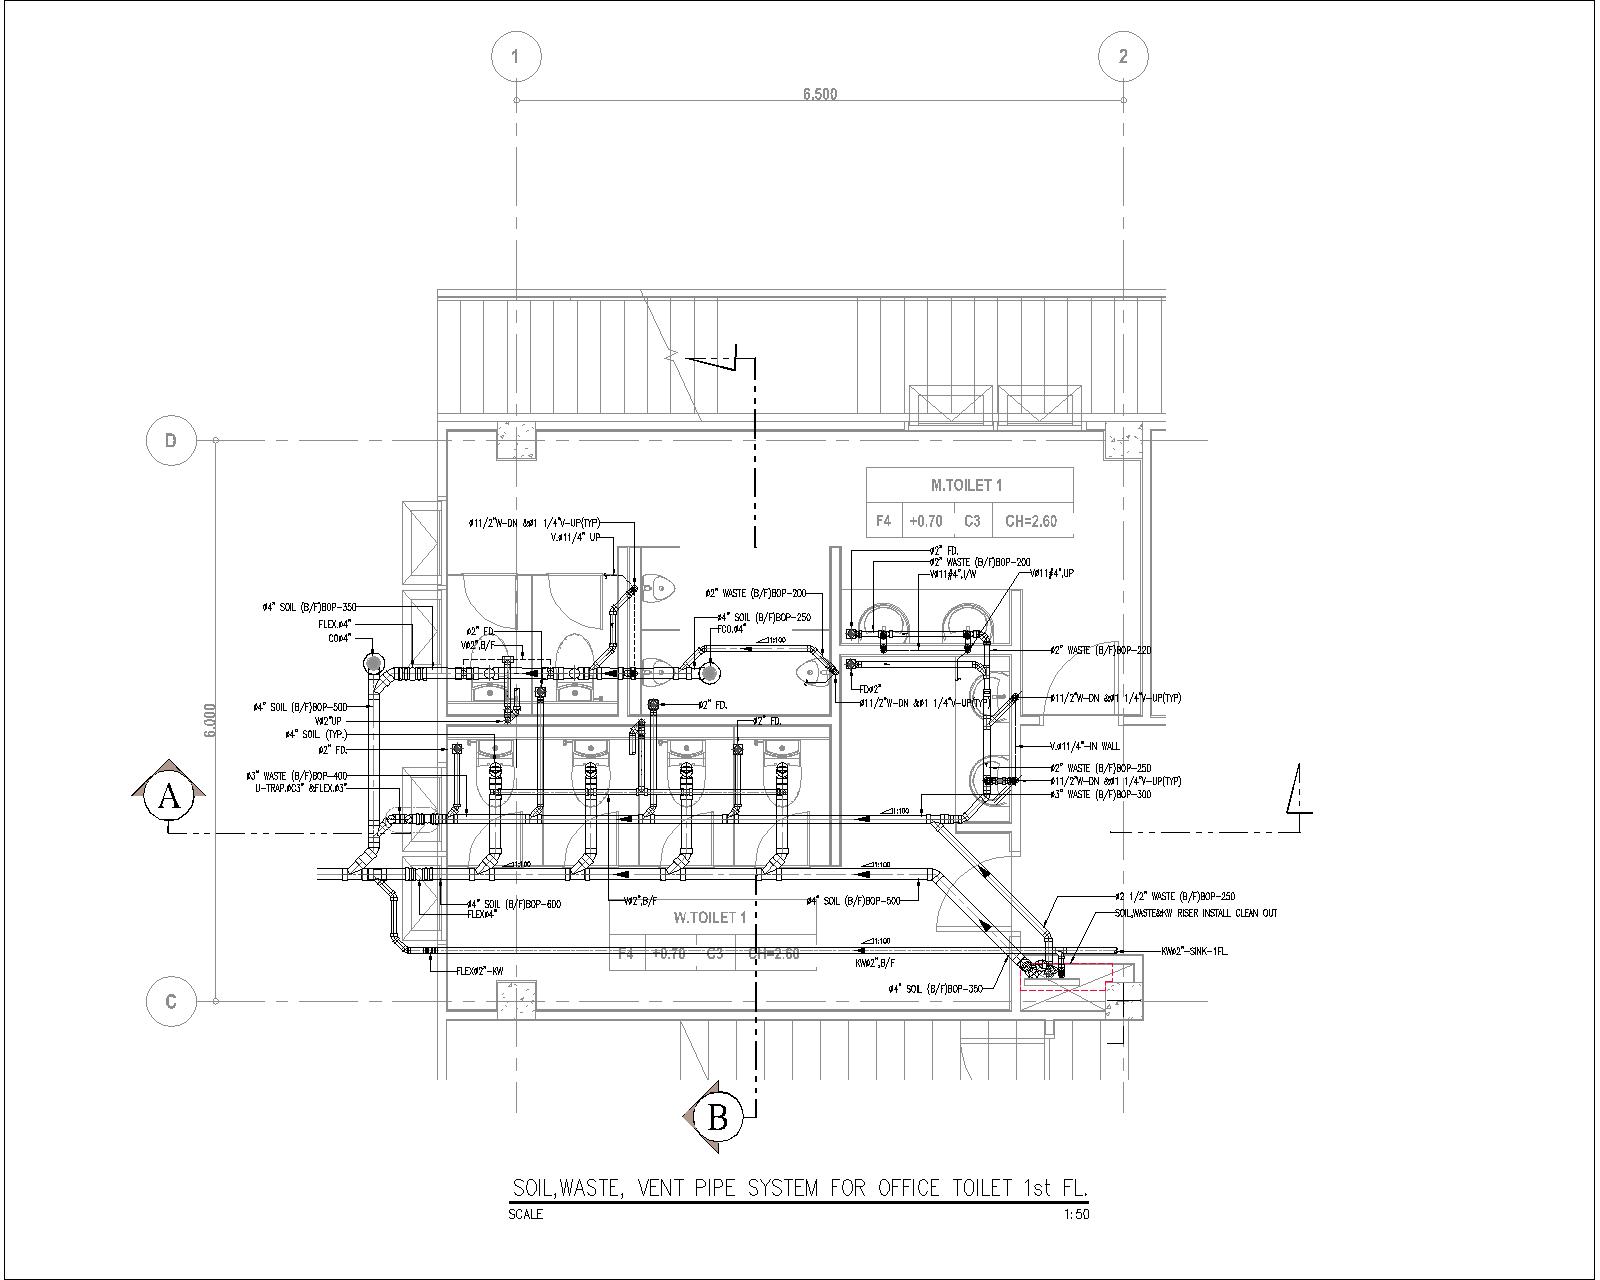 1
2
6.500
D
M.TOILET 1
F4 +0.70 C3 CH=2.60
ø11/2"W-DN &ø1 1/4"V-UP(TYP)
V.ø11/4" UP
ø2" FD.
ø2" WASTE (B/F)BOP-200
Vø11/4",I/W
Vø11/4",UP
ø2" WASTE (B/F)BOP-200
ø4" SOIL (B/F)BOP-350
FLEX.ø4"
COø4"
ø4" SOIL (B/F)BOP-250
FCO.ø4"
ø2" FD.
Vø2",B/F
1:100
ø2" WASTE (B/F)BOP-220
FDø2"
ø11/2"W-DN &ø1 1/4"V-UP(TYP)
ø11/2"W-DN &ø1 1/4"V-UP(TYP)
6.000
ø4" SOIL (B/F)BOP-500
Vø2"UP
ø4" SOIL (TYP.)
ø2" FD.
ø2" FD.
ø2" FD.
V.ø11/4"-IN WALL
ø2" WASTE (B/F)BOP-250
ø11/2"W-DN &ø1 1/4"V-UP(TYP)
ø3" WASTE (B/F)BOP-300
ø3" WASTE (B/F)BOP-400
U-TRAP.øC3" &FLEX.ø3"
A
1:100
1:100
1:100
ø4" SOIL (B/F)BOP-600
FLEXø4"
Vø2",B/F
ø4" SOIL (B/F)BOP-500
ø2 1/2" WASTE (B/F)BOP-250
SOIL,WASTE&KW RISER INSTALL CLEAN OUT
W.TOILET 1
F4 +0.70 C3 CH=2.60
1:100
KWø2"-SINK-1FL.
KWø2",B/F
FLEXø2"-KW
ø4" SOIL (B/F)BOP-350
C
B
SOIL,WASTE, VENT PIPE SYSTEM FOR OFFICE TOILET 1st FL.
SCALE 1:50